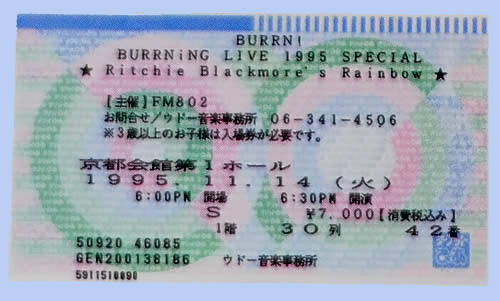 BURRN!
BURRNiNG LIVE 1995 SPECIAL
★ Ritchie Blackmore's Rainbow ★
【主催】FM802
お問合せ/ウドー音楽事務所 06-341-4506
※3歳以上のお子様は入場券が必要です。
京都会館第1ホール
1995.11.14(火)
6:00PM 開場 6:30PM 開演
S ¥7,000【消費税込み】
1階 30列 42番
50920 46085
GEN200138186 ウドー音楽事務所
5911510890